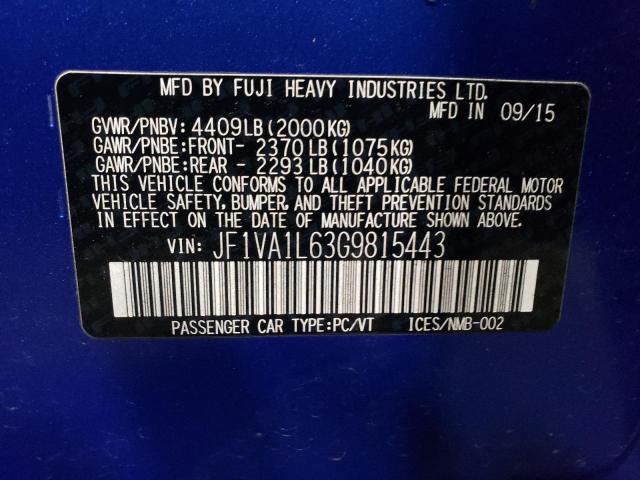 MFD BY FUJI HEAVY INDUSTRIES LTD.
MFD IN 09/15
GVWR/PNBV: 4409LB(2000KG)
GAWR/PNBE:FRONT- 2370LB(1075KG)
GAWR/PNBE:REAR - 2293LB(1040KG)
THIS VEHICLE CONFORMS TO ALL APPLICABLE FEDERAL MOTOR
VEHICLE SAFETY, BUMPER, AND THEFT PREVENTION STANDARDS
IN EFFECT ON THE DATE OF MANUFACTURE SHOWN ABOVE.
VIN: JF1VA1L63G9815443
PASSENGER CAR TYPE:PC/VT ICES/NMB-002